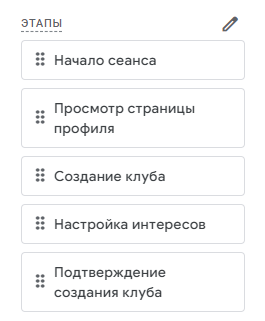 ЭТАПЫ
Начало сеанса
Просмотр страницы
профиля
Создание клуба
Настройка интересов
Подтверждение
создания клуба